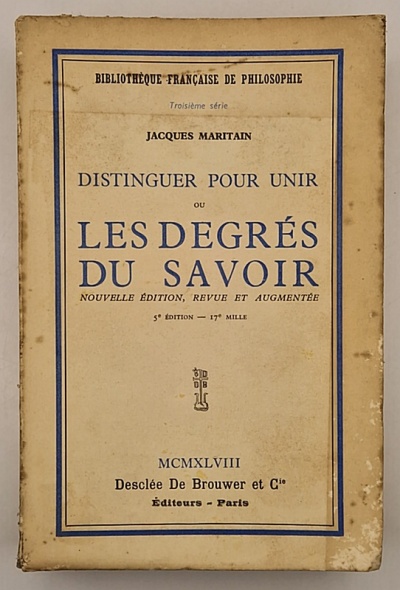 BIBLIOTHÈQUE FRANÇAISE DE PHILOSOPHIE
Troisième série
JACQUES MARITAIN
DISTINGUER POUR UNIR
OU
LES DEGRÉS
DU SAVOIR
NOUVELLE ÉDITION, REVUE ET AUGMENTÉE
5e ÉDITION — 17e MILLE
MCMXLVIII
Desclée De Brouwer et Cie
Éditeurs - Paris